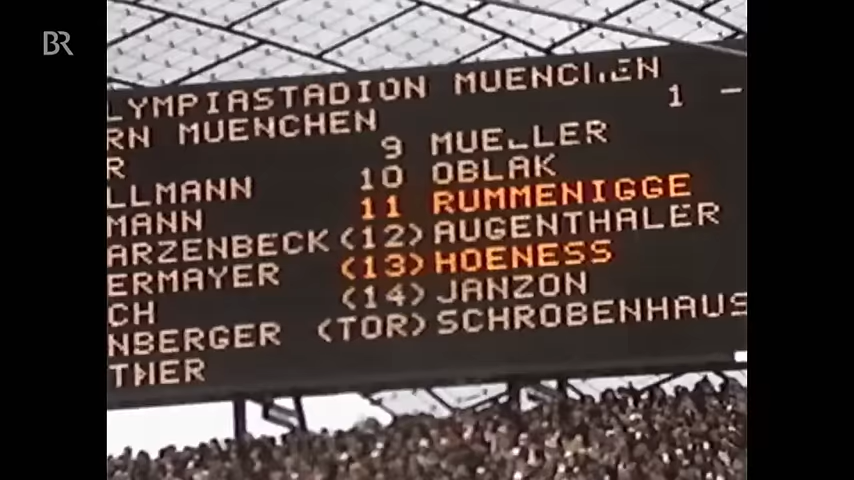 BR
LYMPIASTADION MUENCHEN
RN MUENCHEN 1 -
R 9 MUELLER
LLMANN 10 OBLAK
MANN 11 RUMMENIGGE
ARZENBECK (12) AUGENTHALER
ERMAYER (13) HOENESS
CH (14) JANZON
NBERGER (TOR) SCHROBENHAUS
TNER